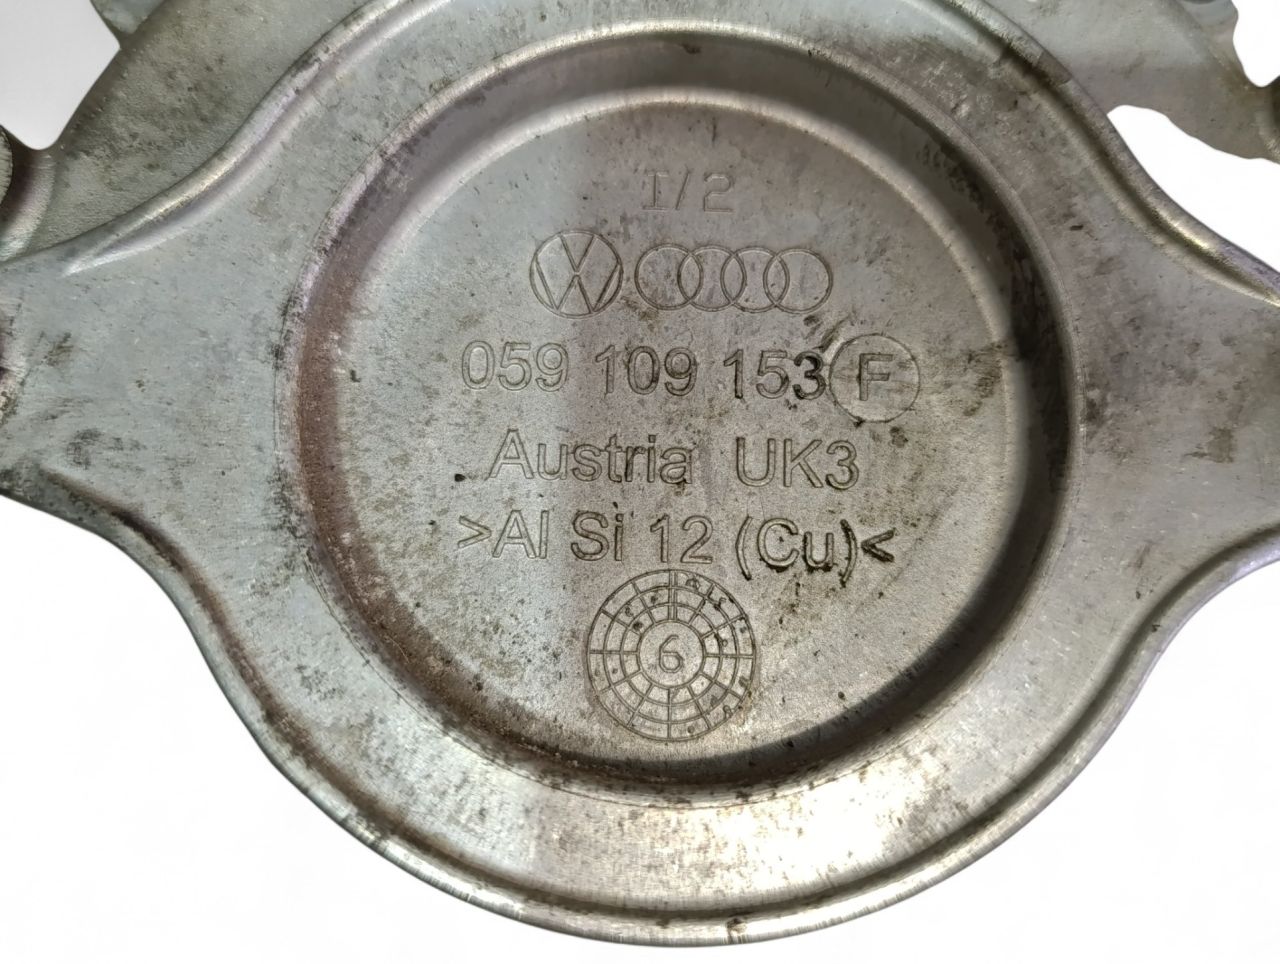 I/2
059 109 153 F
Austria UK3
>Al Si 12 (Cu)<
6